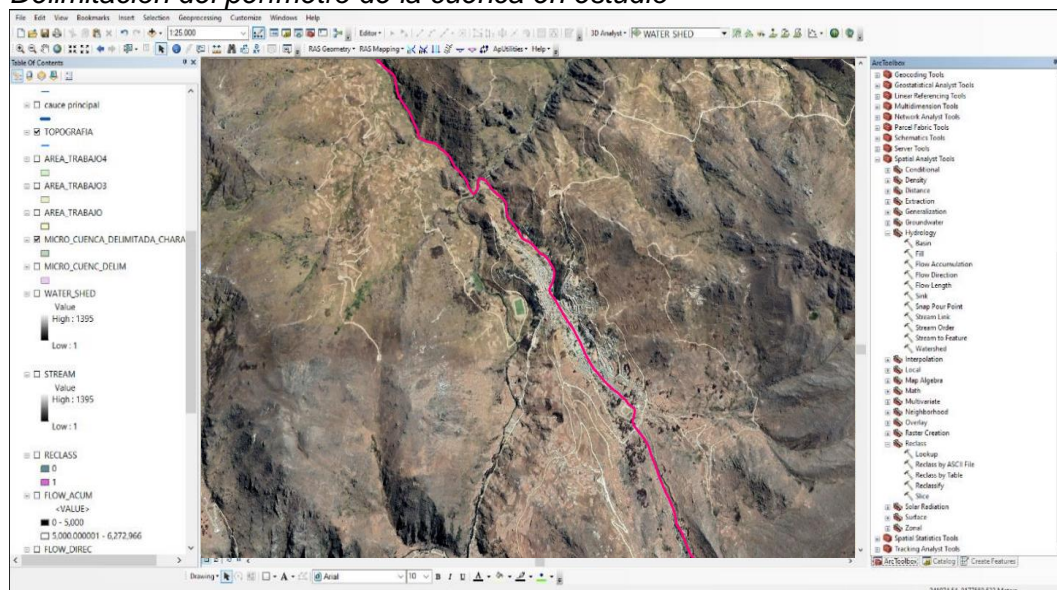 Delimitación del perímetro de la cuenca en estudio
File Edit View Bookmarks Insert Selection Geoprocessing Customize Windows Help
1:25.000
Editor
3D Analyst
WATER SHED
RAS Geometry
RAS Mapping
ApUtilities
Help
Table Of Contents
cauce principal
TOPOGRAFIA
AREA_TRABAJO4
AREA_TRABAJO3
AREA_TRABAJO
MICRO_CUENCA_DELIMITADA_CHARA
MICRO_CUENC_DELIM
WATER_SHED
Value
High : 1395
Low : 1
STREAM
Value
High : 1395
Low : 1
RECLASS
0
1
FLOW_ACUM
<VALUE>
0 - 5,000
5,000.000001 - 6,272,966
FLOW_DIREC
ArcToolbox
Geocoding Tools
Geostatistical Analyst Tools
Linear Referencing Tools
Multidimension Tools
Network Analyst Tools
Parcel Fabric Tools
Schematics Tools
Server Tools
Spatial Analyst Tools
Conditional
Density
Distance
Extraction
Generalization
Groundwater
Hydrology
Basin
Fill
Flow Accumulation
Flow Direction
Flow Length
Sink
Snap Pour Point
Stream Link
Stream Order
Stream to Feature
Watershed
Interpolation
Local
Map Algebra
Math
Multivariate
Neighborhood
Overlay
Raster Creation
Reclass
Lookup
Reclass by ASCII File
Reclass by Table
Reclassify
Slice
Solar Radiation
Surface
Zonal
Spatial Statistics Tools
Tracking Analyst Tools
ArcToolbox Catalog Create Features
Drawing
A
Arial
10
B I U A